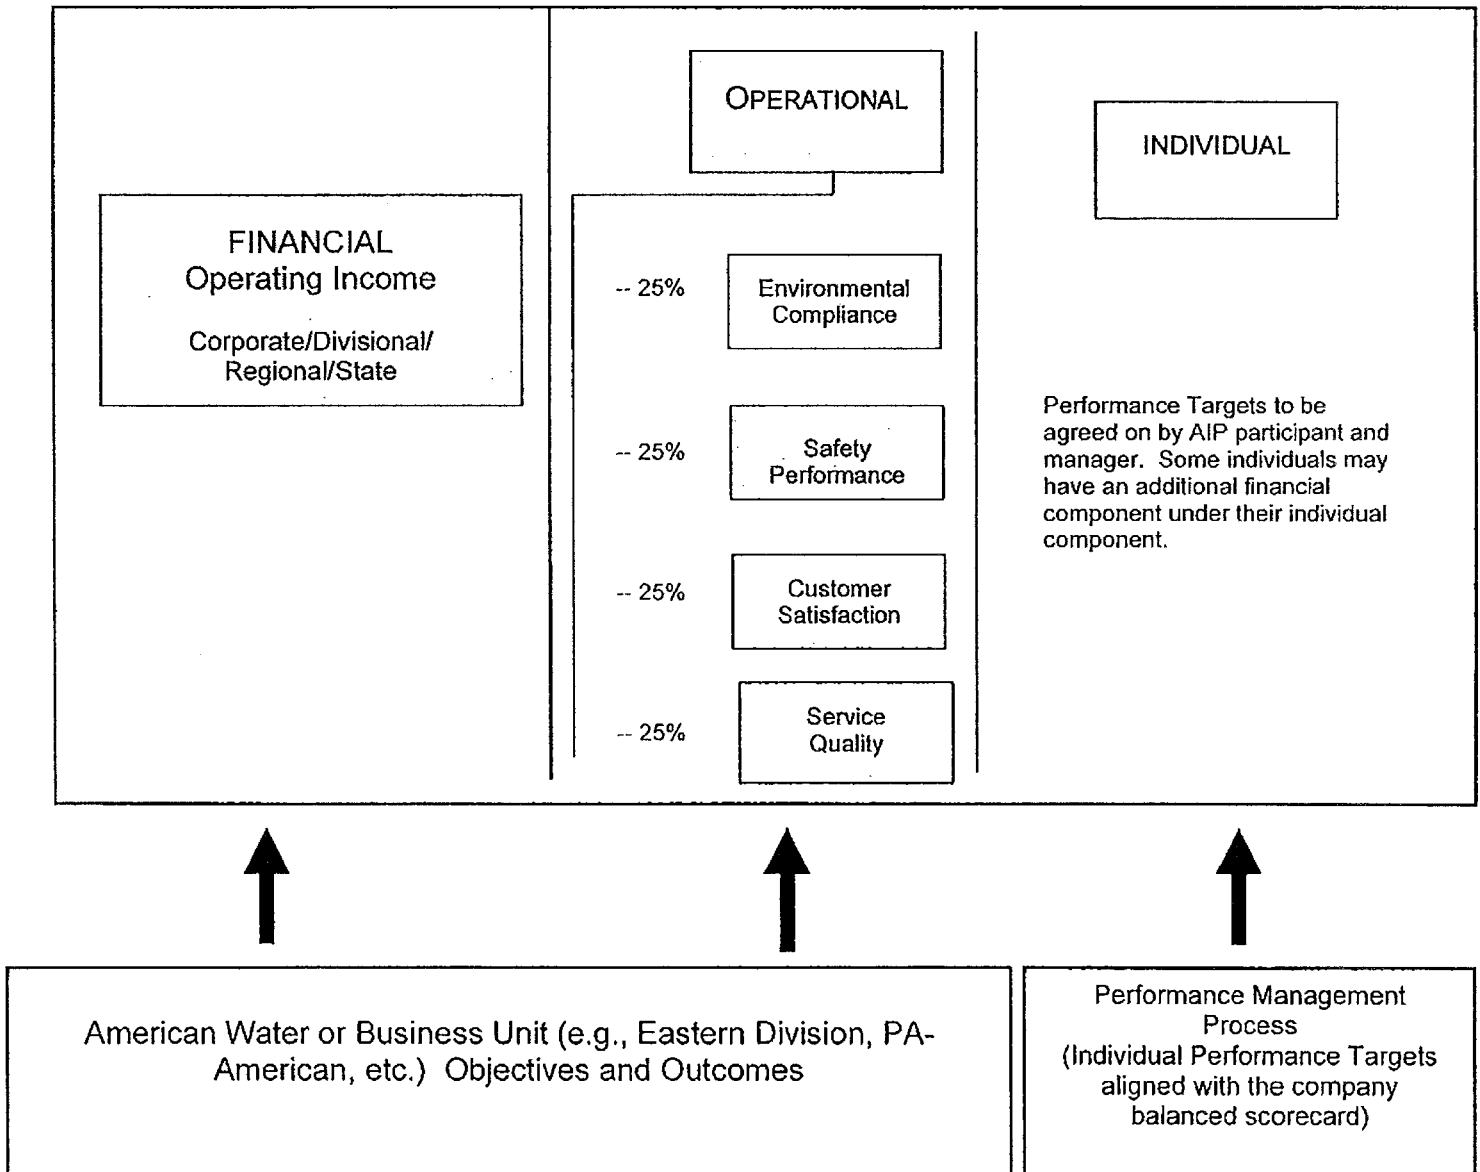 FINANCIAL
Operating Income
Corporate/Divisional/
Regional/State
OPERATIONAL
-- 25%
Environmental
Compliance
-- 25%
Safety
Performance
-- 25%
Customer
Satisfaction
-- 25%
Service
Quality
INDIVIDUAL
Performance Targets to be
agreed on by AIP participant and
manager. Some individuals may
have an additional financial
component under their individual
component.
American Water or Business Unit (e.g., Eastern Division, PA-
American, etc.) Objectives and Outcomes
Performance Management
Process
(Individual Performance Targets
aligned with the company
balanced scorecard)